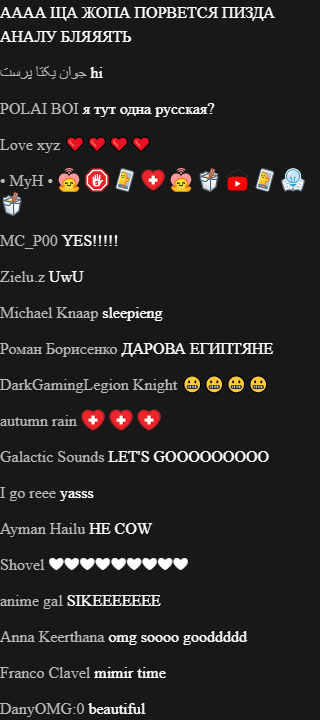 АААА ЩА ЖОПА ПОРВЕТСЯ ПИЗДА
АНАЛУ БЛЯЯЯТЬ
جوان یکتا پرست hi
POLAI BOI я тут одна русская?
Love xyz ❤️❤️❤️❤️
• MyH •
MC_P00 YES!!!!!
Zielu.z UwU
Michael Knaap sleepieng
Роман Борисенко ДАРОВА ЕГИПТЯНЕ
DarkGamingLegion Knight 😬😬😬😬
autumn rain
Galactic Sounds LET'S GOOOOOOOOO
I go reee yasss
Ayman Hailu HE COW
Shovel 🤍🤍🤍🤍🤍🤍🤍🤍🤍
anime gal SIKEEEEEEE
Anna Keerthana omg soooo gooddddd
Franco Clavel mimir time
DanyOMG:0 beautiful